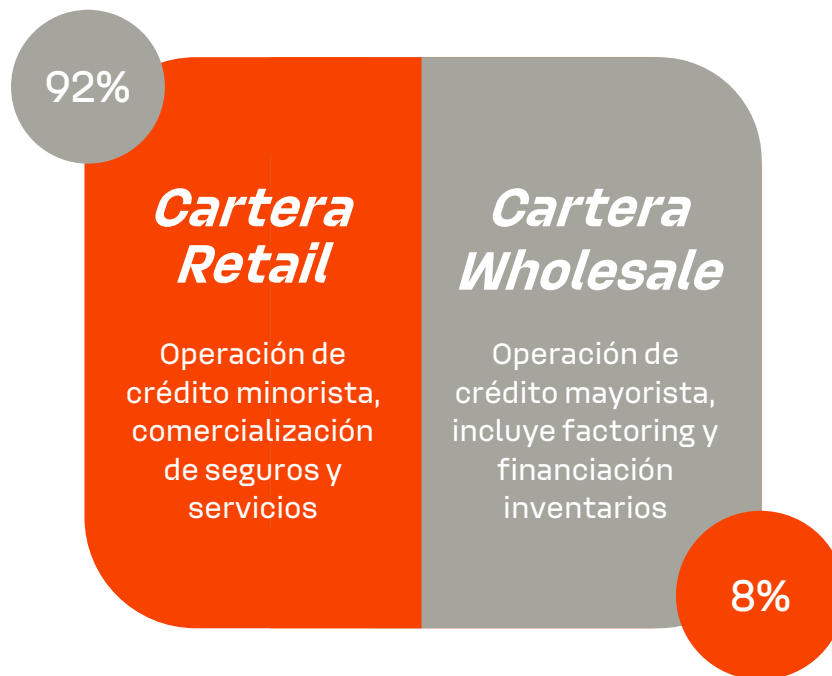 92%
Cartera
Retail
Operación de
crédito minorista,
comercialización
de seguros y
servicios
Cartera
Wholesale
Operación de
crédito mayorista,
incluye factoring y
financiación
inventarios
8%